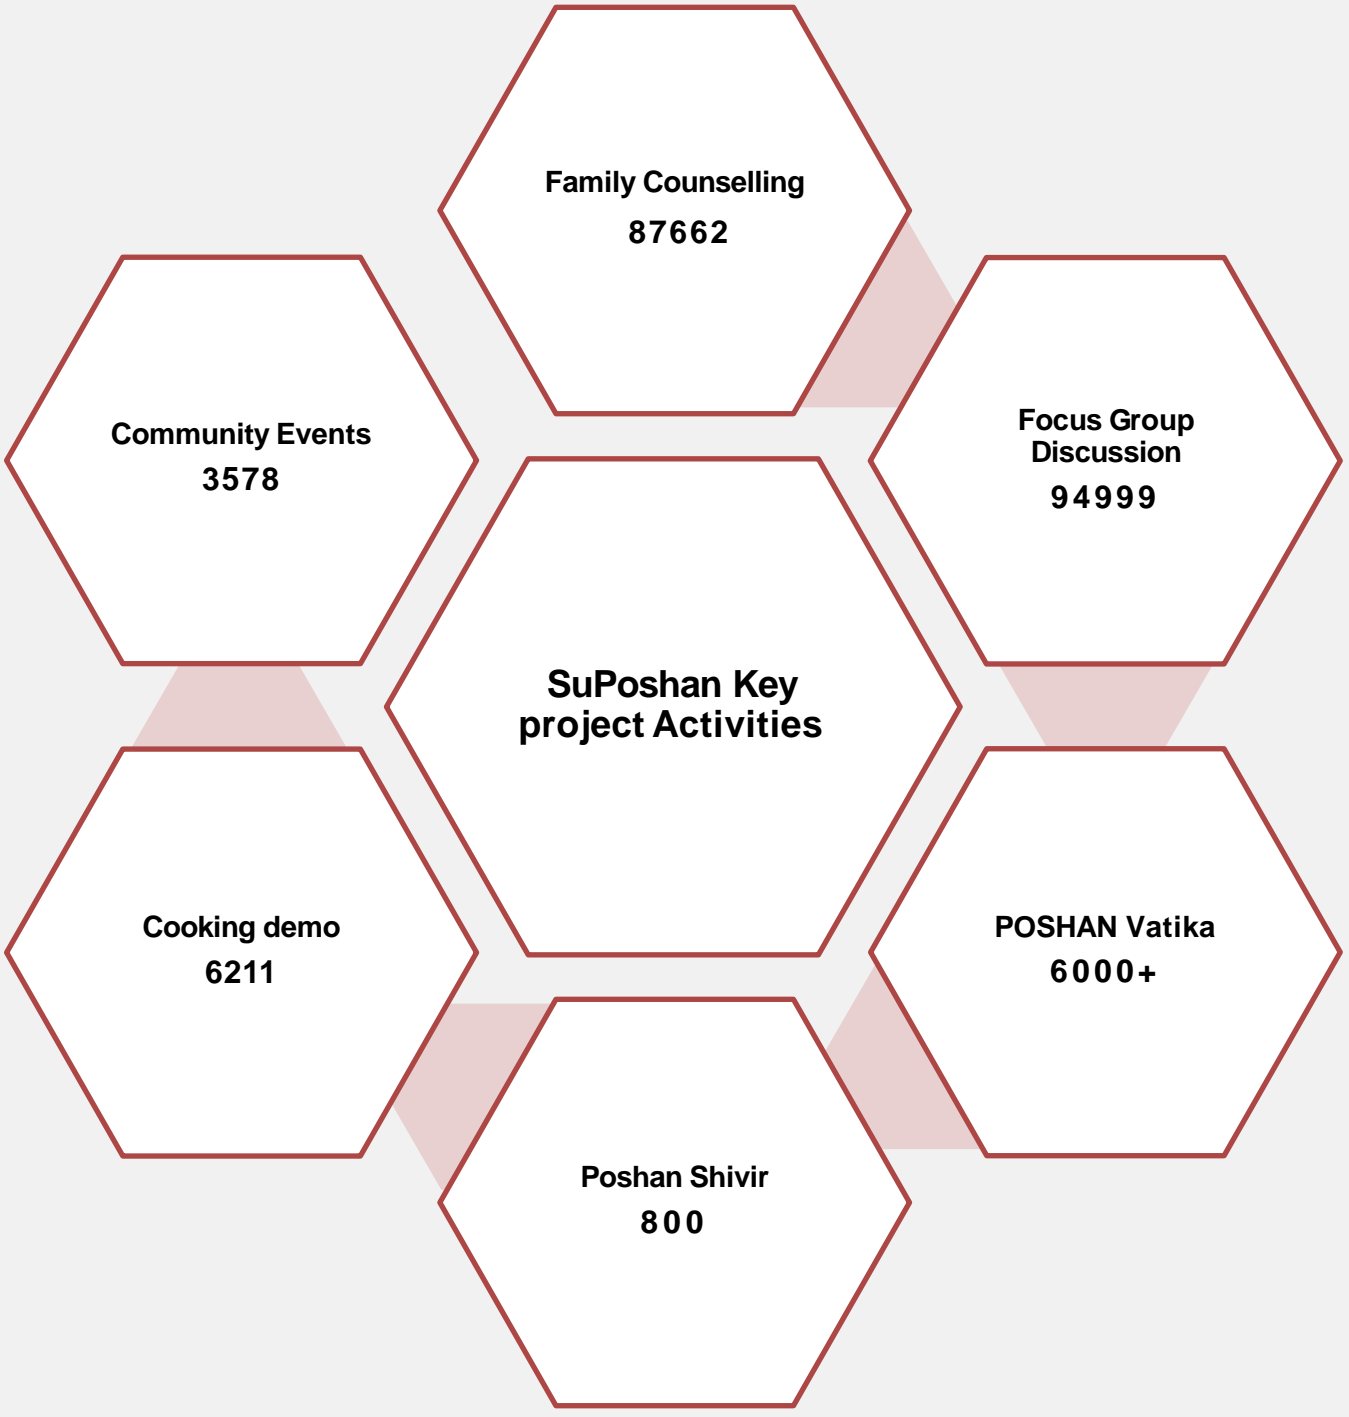 Family Counselling
87662
Focus Group
Discussion
94999
POSHAN Vatika
6000+
Poshan Shivir
800
Cooking demo
6211
Community Events
3578
SuPoshan Key
project Activities